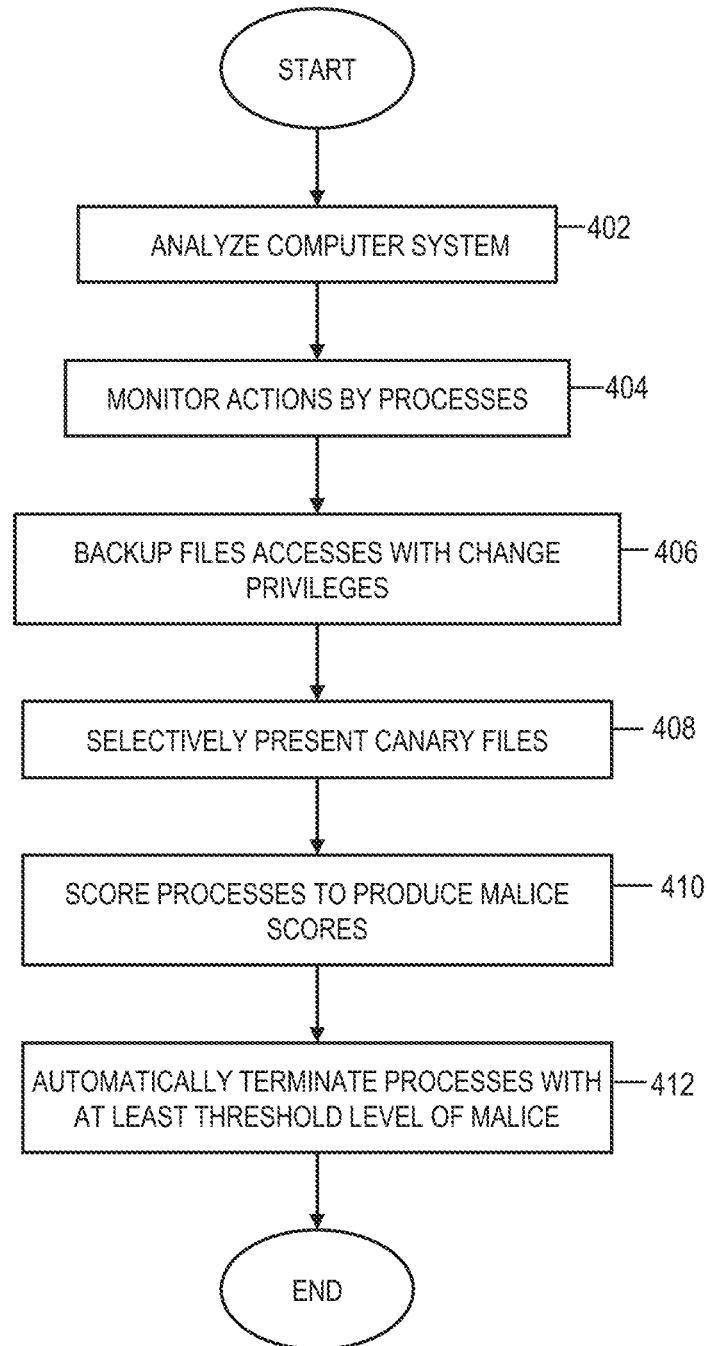 START
ANALYZE COMPUTER SYSTEM
402
MONITOR ACTIONS BY PROCESSES
404
BACKUP FILES ACCESSES WITH CHANGE
PRIVILEGES
406
SELECTIVELY PRESENT CANARY FILES
408
SCORE PROCESSES TO PRODUCE MALICE
SCORES
410
AUTOMATICALLY TERMINATE PROCESSES WITH
AT LEAST THRESHOLD LEVEL OF MALICE
412
END